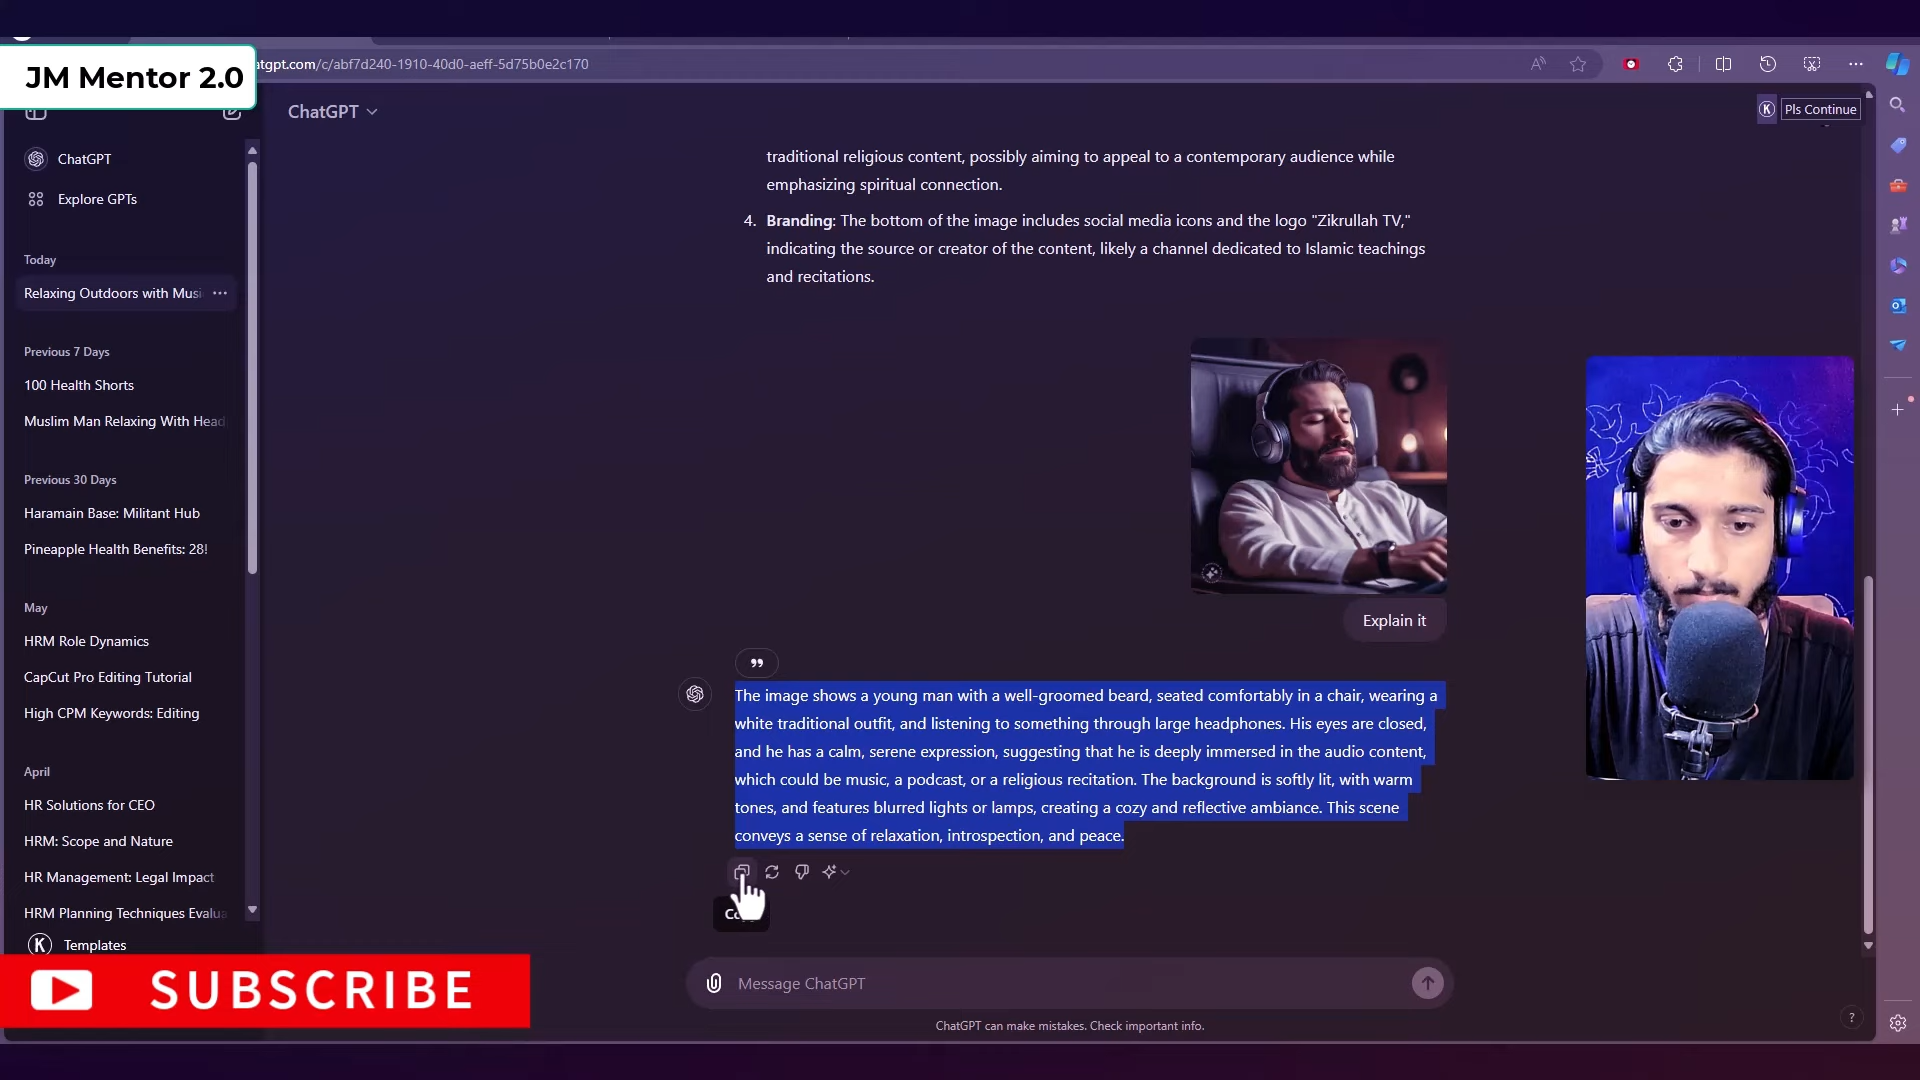 JM Mentor 2.0
atgpt.com/c/abf7d240-1910-40d0-aeff-5d75b0e2c170
ChatGPT
K Pls Continue
ChatGPT
Explore GPTs
Today
Relaxing Outdoors with Musi
Previous 7 Days
100 Health Shorts
Muslim Man Relaxing With Head
Previous 30 Days
Haramain Base: Militant Hub
Pineapple Health Benefits: 28!
May
HRM Role Dynamics
CapCut Pro Editing Tutorial
High CPM Keywords: Editing
April
HR Solutions for CEO
HRM: Scope and Nature
HR Management: Legal Impact
HRM Planning Techniques Evalua
K Templates
SUBSCRIBE
traditional religious content, possibly aiming to appeal to a contemporary audience while
emphasizing spiritual connection.
4. Branding: The bottom of the image includes social media icons and the logo "Zikrullah TV,"
indicating the source or creator of the content, likely a channel dedicated to Islamic teachings
and recitations.
Explain it
The image shows a young man with a well-groomed beard, seated comfortably in a chair, wearing a
white traditional outfit, and listening to something through large headphones. His eyes are closed,
and he has a calm, serene expression, suggesting that he is deeply immersed in the audio content,
which could be music, a podcast, or a religious recitation. The background is softly lit, with warm
tones, and features blurred lights or lamps, creating a cozy and reflective ambiance. This scene
conveys a sense of relaxation, introspection, and peace.
Message ChatGPT
ChatGPT can make mistakes. Check important info.
?